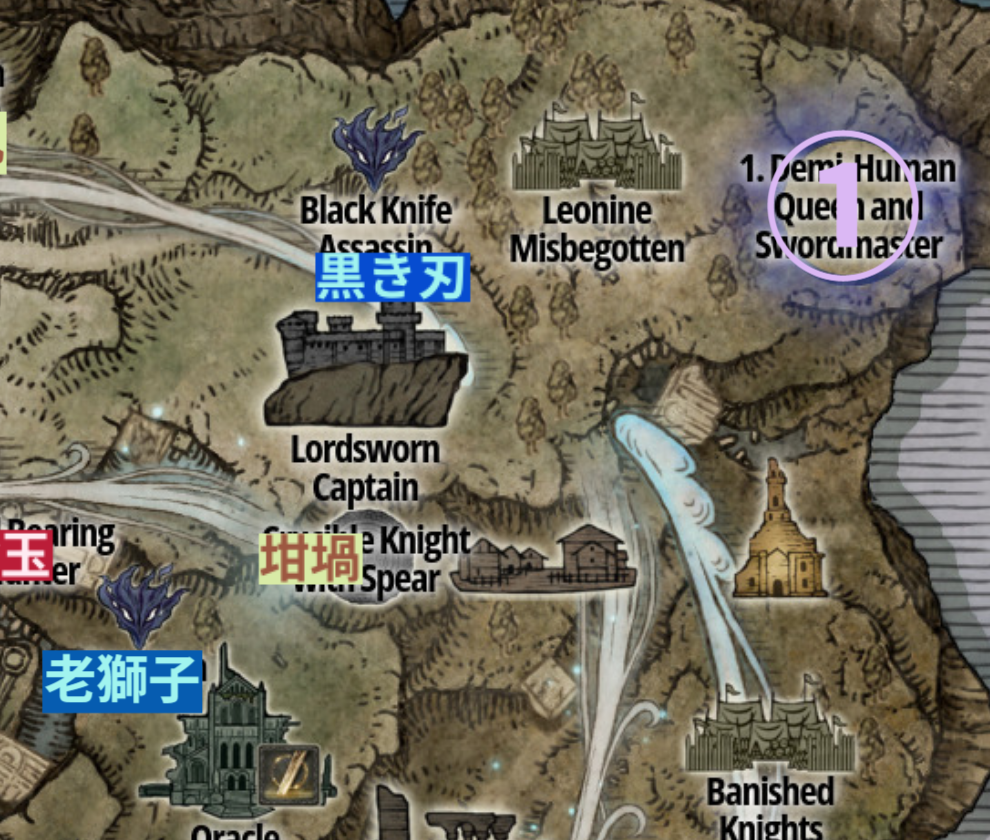 Black Knife
Assassin
黒き刃
Leonine
Misbegotten
1. Demi-Human
Queen and
Swordmaster
1
Lordsworn
Captain
玉
坩堝
Knight
Spear
老獅子
Oracle
Banished
Knights